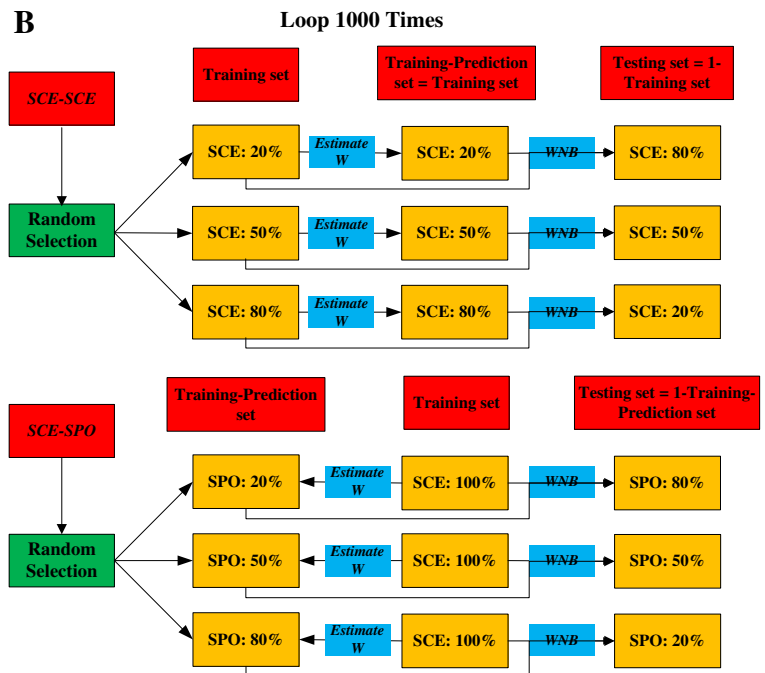 B
Loop 1000 Times
SCE-SCE
Training set
Training-Prediction
set = Training set
Testing set = 1-
Training set
Random
Selection
SCE: 20%
Estimate
W
SCE: 20%
WNB
SCE: 80%
SCE: 50%
Estimate
W
SCE: 50%
WNB
SCE: 50%
SCE: 80%
Estimate
W
SCE: 80%
WNB
SCE: 20%
SCE-SPO
Training-Prediction
set
Training set
Testing set = 1-Training-
Prediction set
Random
Selection
SPO: 20%
Estimate
W
SCE: 100%
WNB
SPO: 80%
SPO: 50%
Estimate
W
SCE: 100%
WNB
SPO: 50%
SPO: 80%
Estimate
W
SCE: 100%
WNB
SPO: 20%